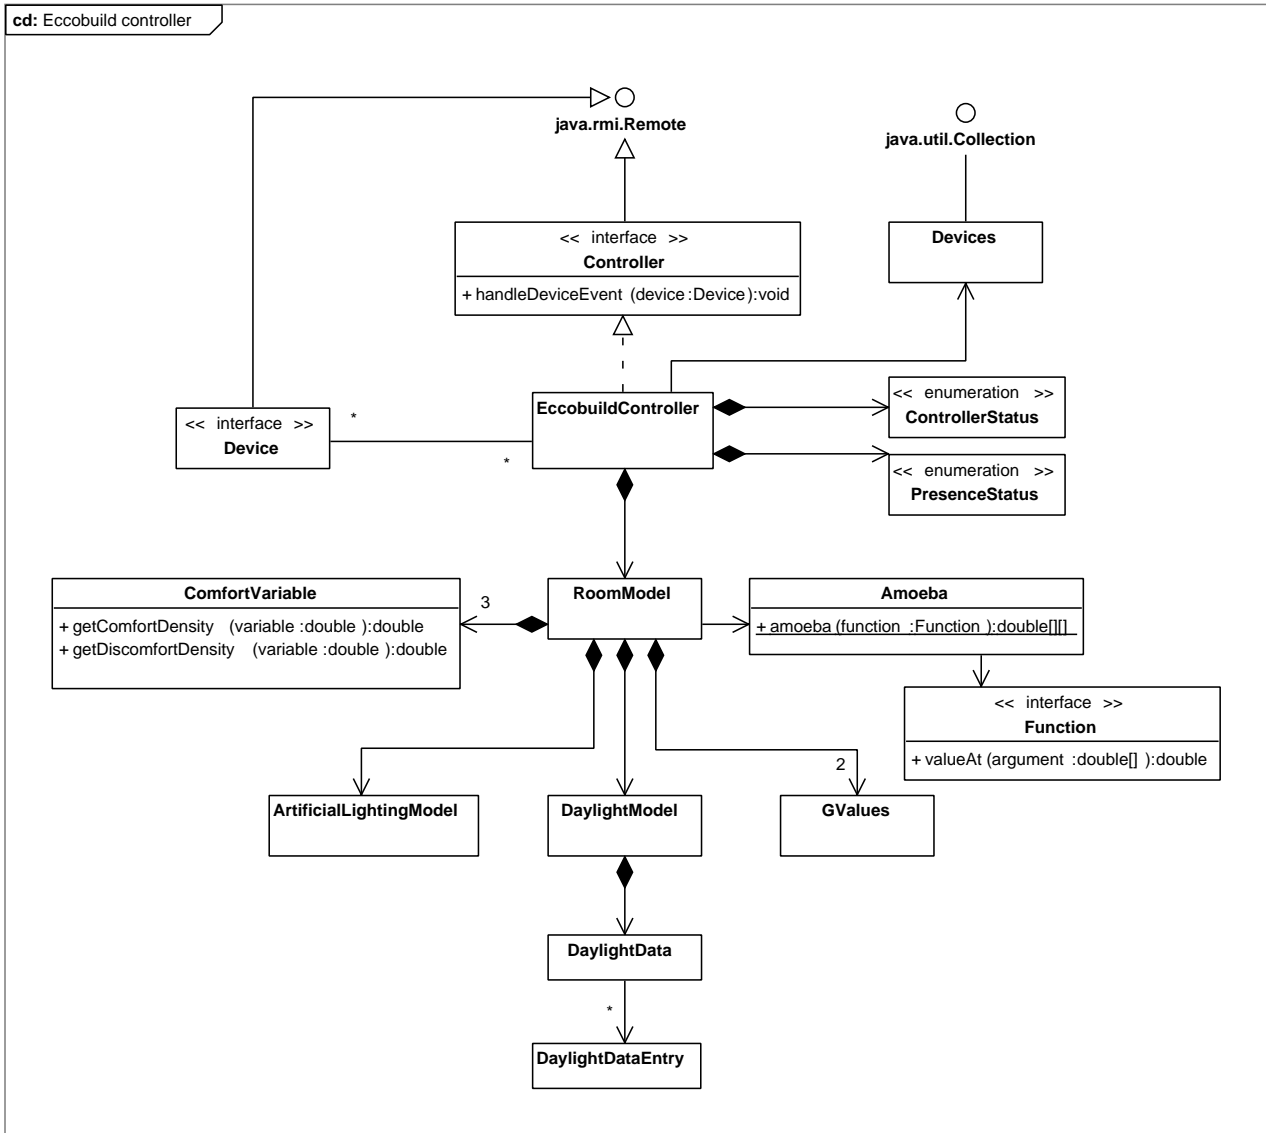 cd: Eccobuild controller
java.rmi.Remote
java.util.Collection
<< interface >>
Controller
+ handleDeviceEvent (device :Device ):void
Devices
<< interface >>
Device
*
*
EccobuildController
<< enumeration >>
ControllerStatus
<< enumeration >>
PresenceStatus
ComfortVariable
+ getComfortDensity (variable :double ):double
+ getDiscomfortDensity (variable :double ):double
3
RoomModel
Amoeba
+ amoeba (function :Function ):double[][]
<< interface >>
Function
+ valueAt (argument :double[] ):double
2
ArtificialLightingModel
DaylightModel
GValues
DaylightData
*
DaylightDataEntry